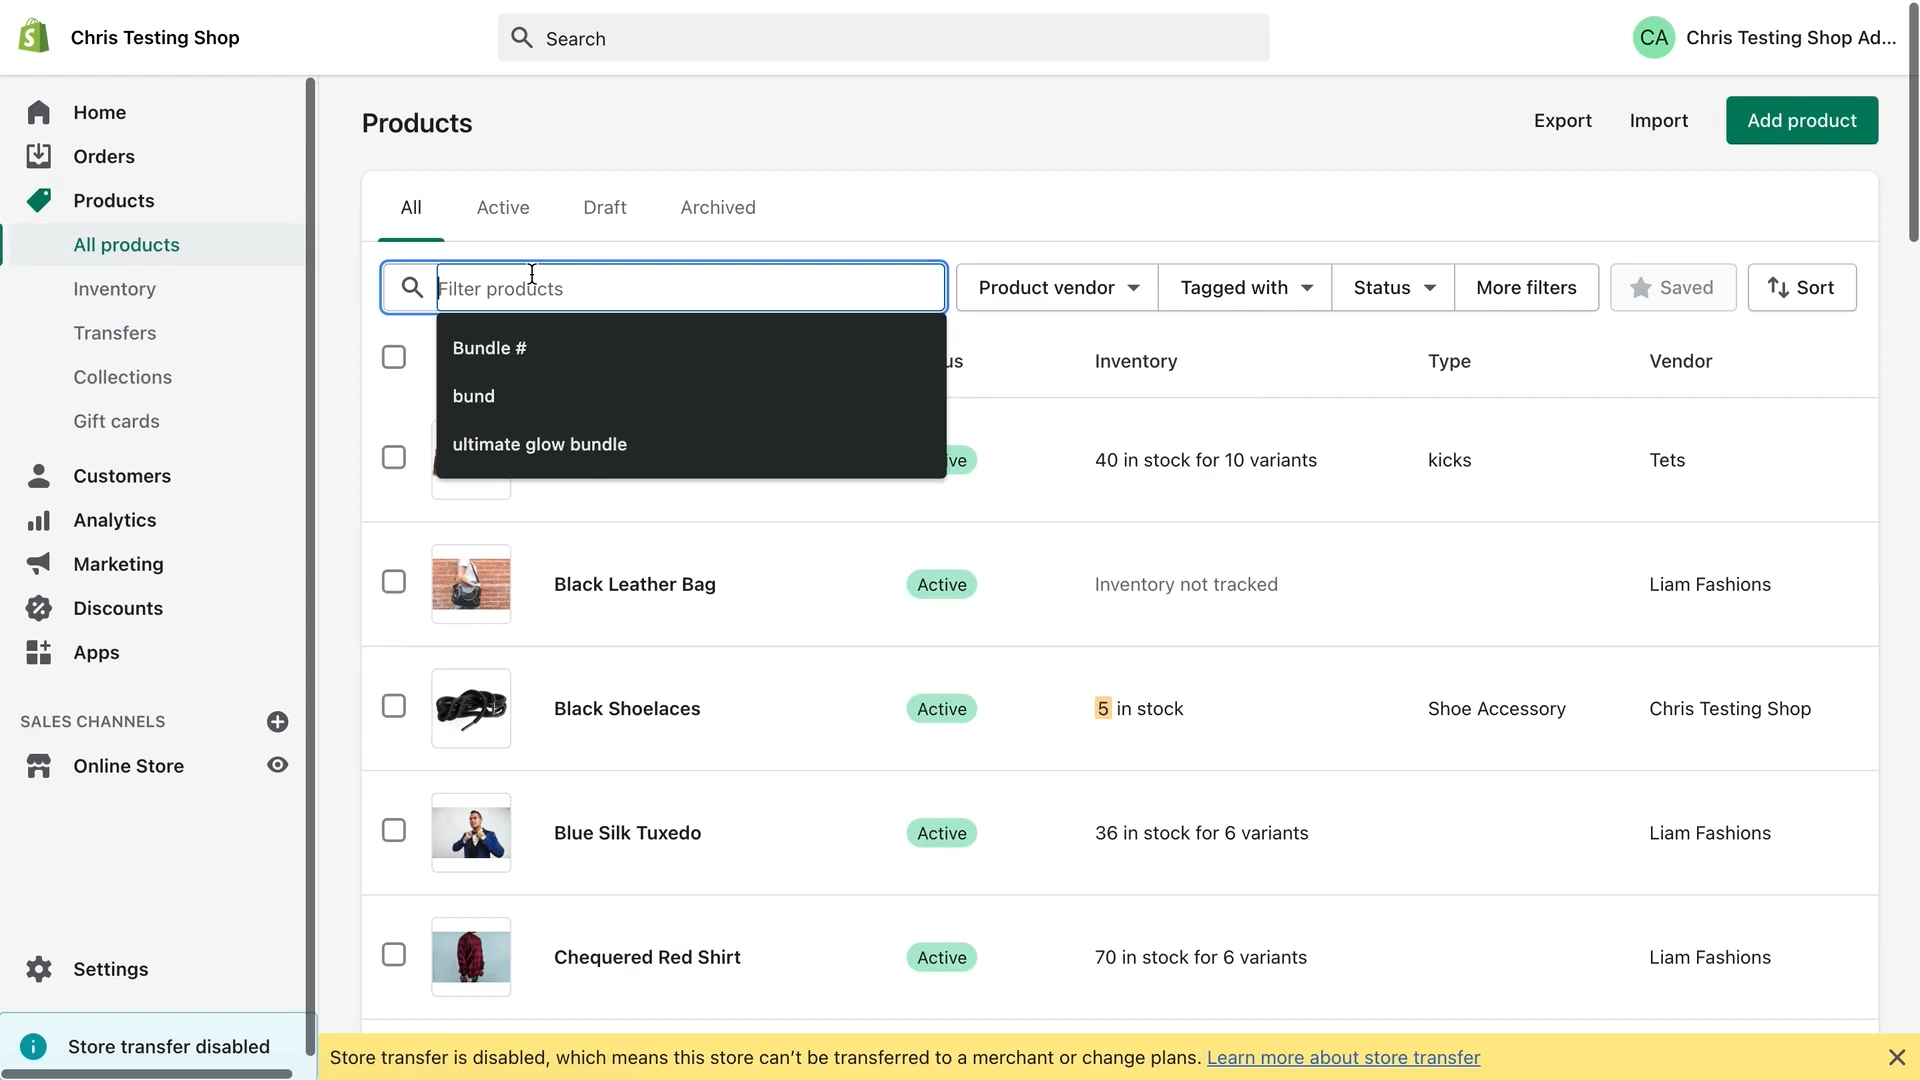 Chris Testing Shop
Search
CA Chris Testing Shop Ad...
Home
Orders
Products
All products
Inventory
Transfers
Collections
Gift cards
Customers
Analytics
Marketing
Discounts
Apps
SALES CHANNELS
Online Store
Settings
Store transfer disabled
Products
Export Import Add product
All Active Draft Archived
Filter products Product vendor Tagged with Status More filters Saved Sort
Bundle #
bund
ultimate glow bundle
us Inventory Type Vendor
ive 40 in stock for 10 variants kicks Tets
Black Leather Bag Active Inventory not tracked Liam Fashions
Black Shoelaces Active 5 in stock Shoe Accessory Chris Testing Shop
Blue Silk Tuxedo Active 36 in stock for 6 variants Liam Fashions
Chequered Red Shirt Active 70 in stock for 6 variants Liam Fashions
Store transfer is disabled, which means this store can’t be transferred to a merchant or change plans. Learn more about store transfer